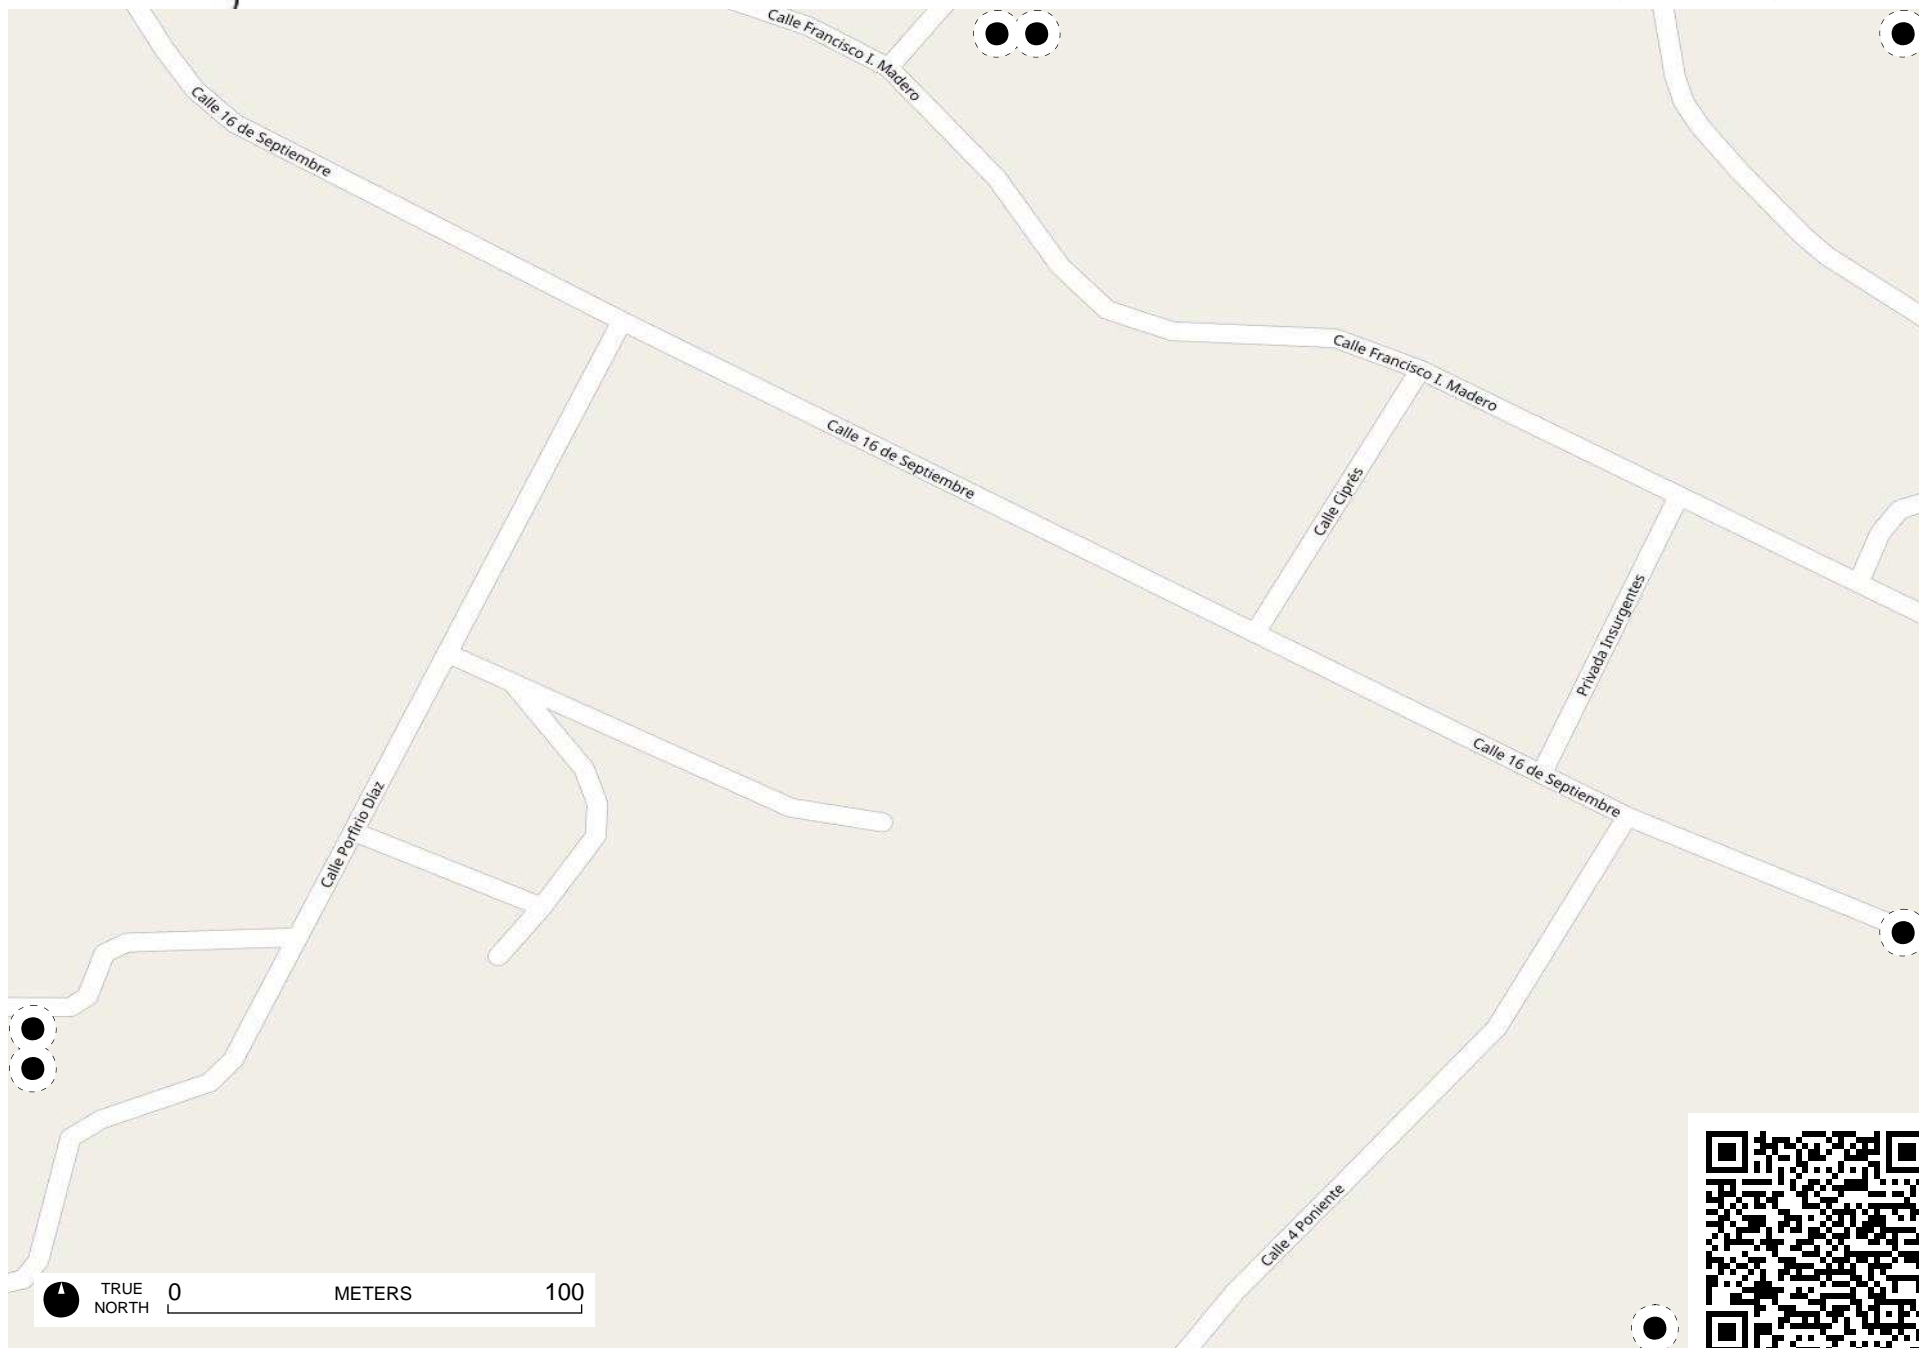 Calle Francisco I. Madero
Calle 16 de Septiembre
Calle Francisco I. Madero
Calle 16 de Septiembre
Calle Ciprés
Privada Insurgentes
Calle 16 de Septiembre
Calle Porfirio Díaz
Calle 4 Poniente
TRUE NORTH
0 METERS 100